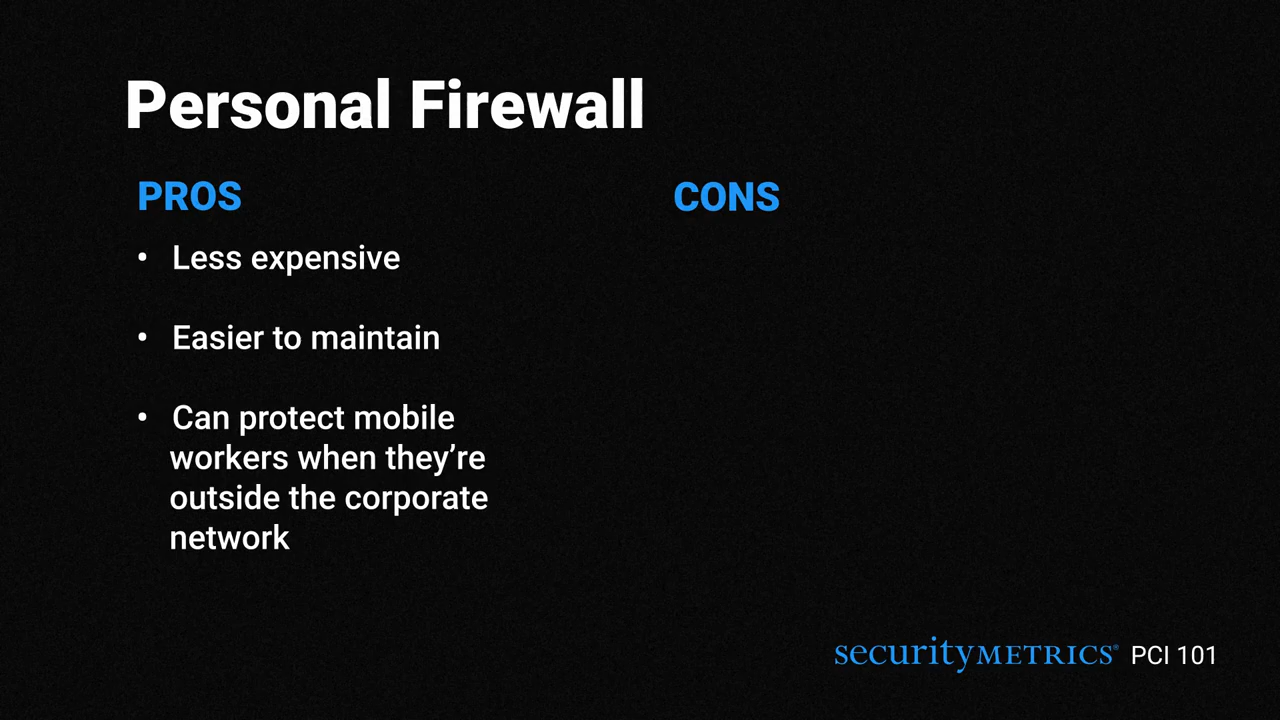 Personal Firewall
PROS
• Less expensive
• Easier to maintain
• Can protect mobile
workers when they’re
outside the corporate
network
CONS
securityMETRICS® PCI 101